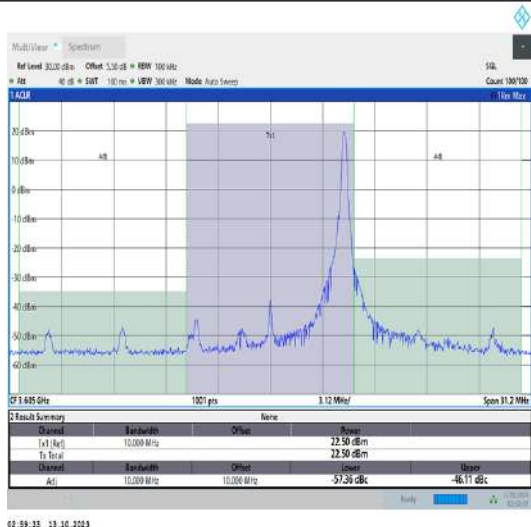 MultiView Spectrum
Ref Level 30.00 dBm Offset 5.50 dB RBW 100 kHz SGL
Att 40 dB SWT 100 ms VBW 300 kHz Mode Auto Sweep Count 100/100
1 ACLR
20 dBm Tx1
10 dBm Adj Adj
0 dBm
-10 dBm
-20 dBm
-30 dBm
-40 dBm
-50 dBm
-60 dBm
CF 3.605 GHz 1001 pts 3.12 MHz/ Span 31.2 MHz
2 Result Summary None
Channel Bandwidth Offset Power
Tx1 (Ref) 10.000 MHz 22.50 dBm
Tx Total 22.50 dBm
Channel Bandwidth Offset Lower Upper
Adj 10.000 MHz 10.000 MHz -57.36 dBc -46.11 dBc
Ready
02:59:33 13.10.2023